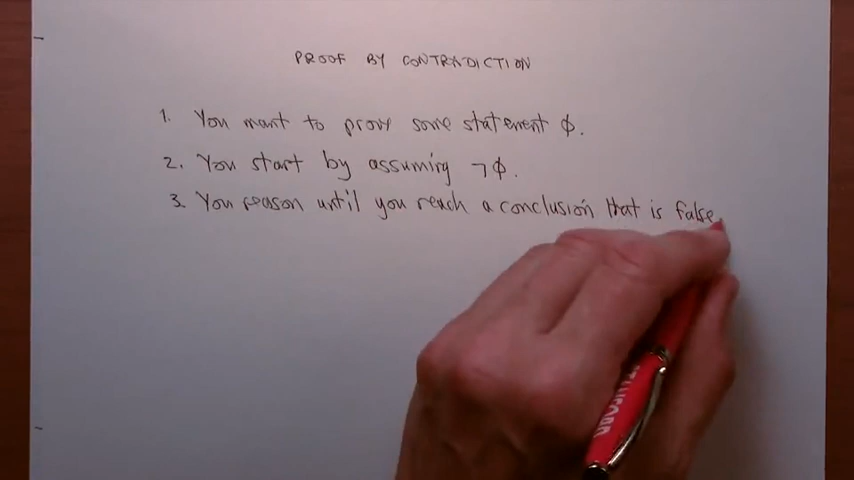 PROOF BY CONTRADICTION
1. You want to prove some statement Φ.
2. You start by assuming ¬Φ.
3. You reason until you reach a conclusion that is false